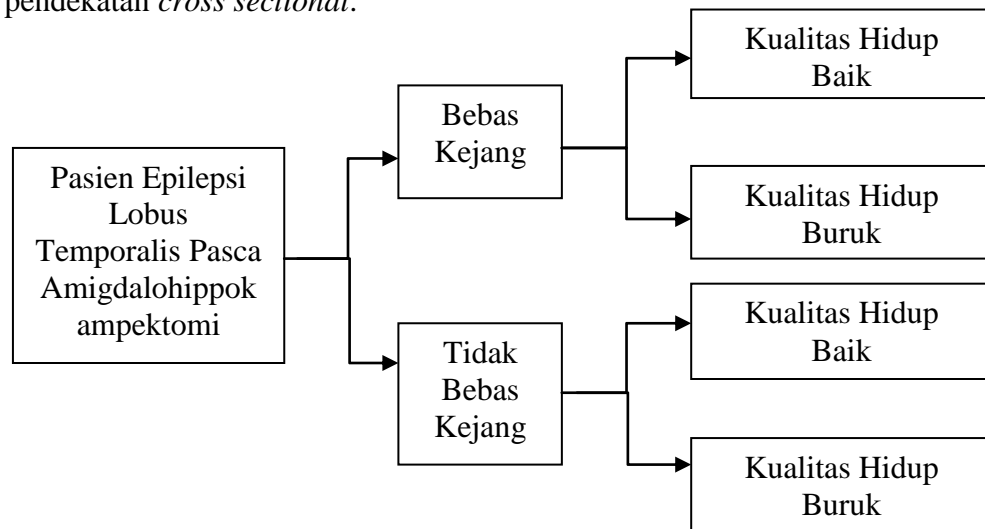 pendekatan cross sectional.
Kualitas Hidup
Baik
Bebas
Kejang
Pasien Epilepsi
Lobus
Temporalis Pasca
Amigdalohippok
ampektomi
Kualitas Hidup
Buruk
Kualitas Hidup
Baik
Tidak
Bebas
Kejang
Kualitas Hidup
Buruk